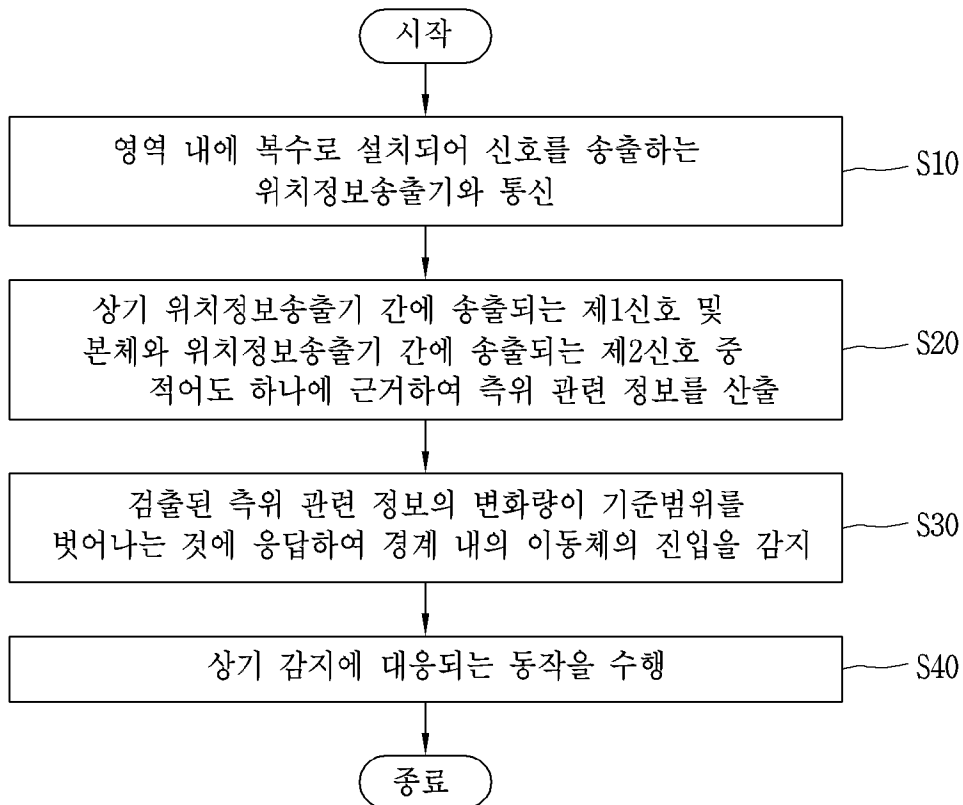 시작
영역 내에 복수로 설치되어 신호를 송출하는
위치정보송출기와 통신
S10
상기 위치정보송출기 간에 송출되는 제1신호 및
본체와 위치정보송출기 간에 송출되는 제2신호 중
적어도 하나에 근거하여 측위 관련 정보를 산출
S20
검출된 측위 관련 정보의 변화량이 기준범위를
벗어나는 것에 응답하여 경계 내의 이동체의 진입을 감지
S30
상기 감지에 대응되는 동작을 수행
S40
종료